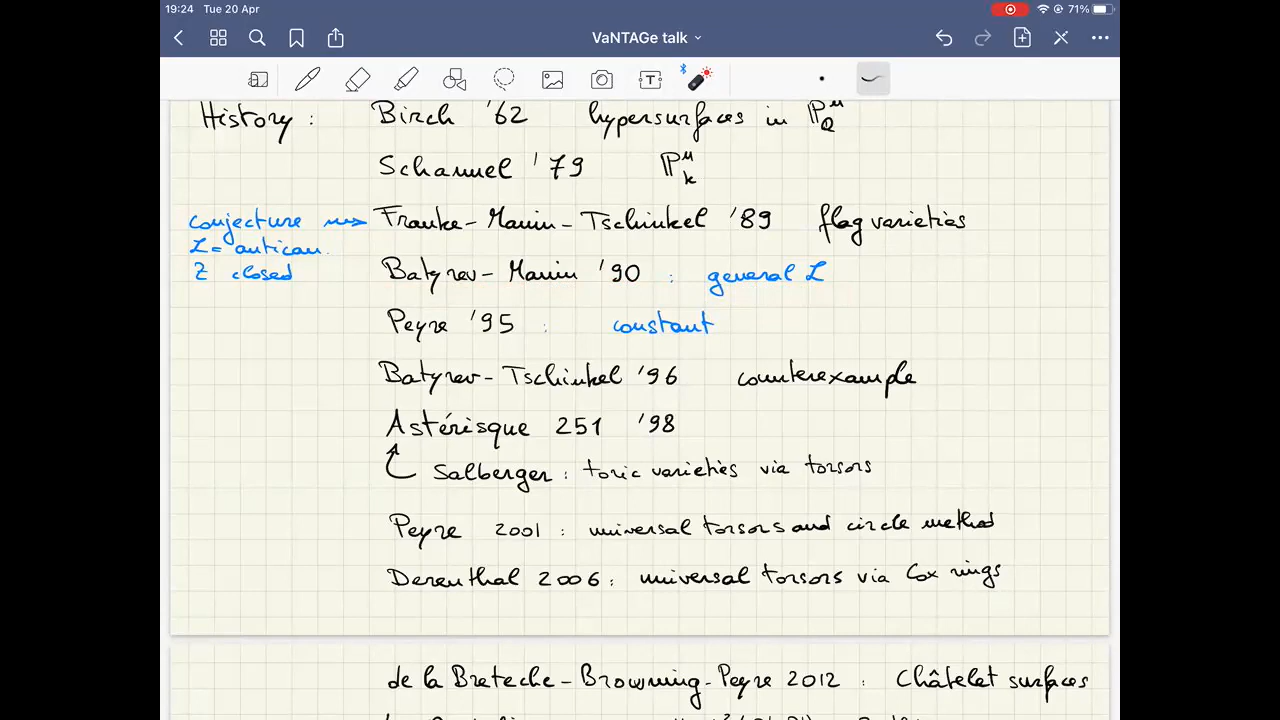 19:24 Tue 20 Apr
71%
VaNTAGe talk
History : Birch '62 hypersurfaces in ℙⁿ_Q
Schanuel '79 ℙⁿ_k
conjecture ⇝ Franke-Manin-Tschinkel '89 flag varieties
L = antican.
Z closed
Batyrev-Manin '90 : general L
Peyre '95 : constant
Batyrev-Tschinkel '96 counterexample
Astérisque 251 '98
Salberger : toric varieties via torsors
Peyre 2001 : universal torsors and circle method
Derenthal 2006 : universal torsors via Cox rings
de la Bretèche-Browning-Peyre 2012 : Châtelet surfaces